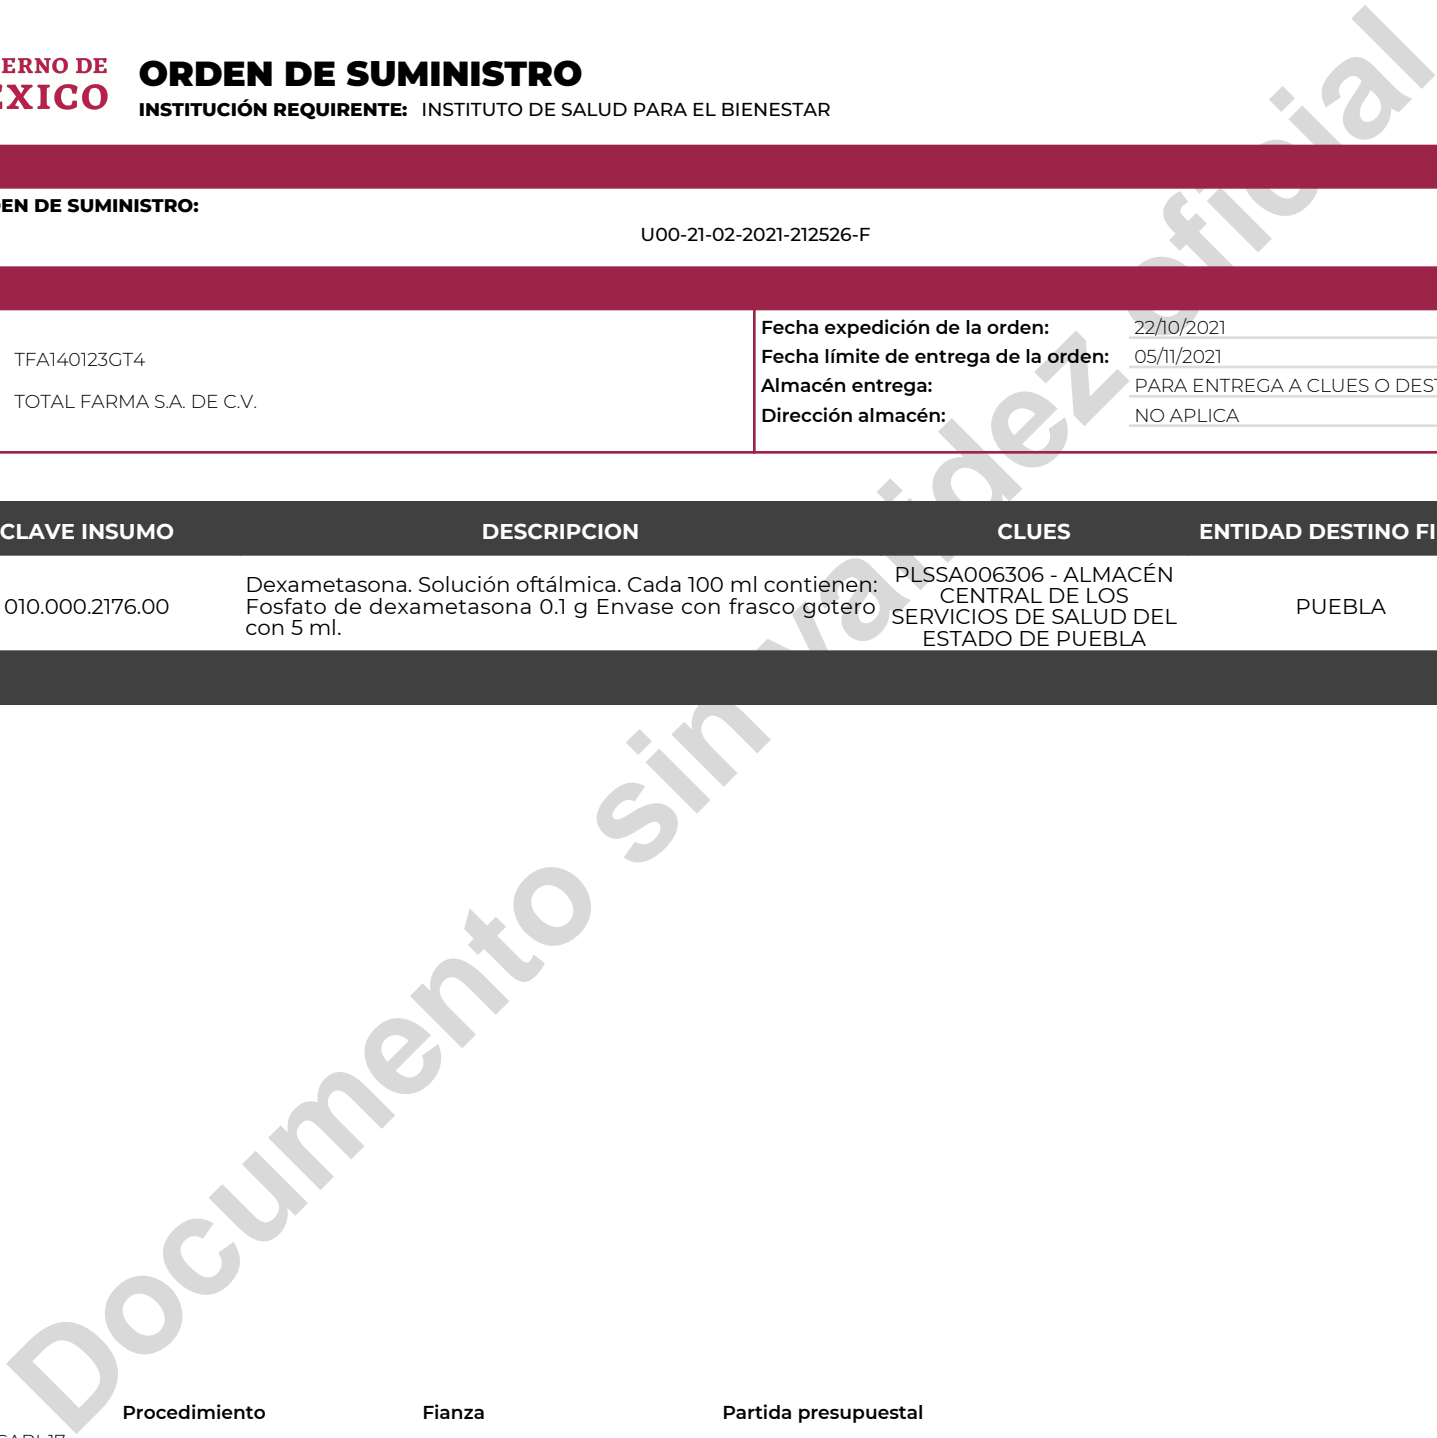 ERNO DE
EXICO
ORDEN DE SUMINISTRO
INSTITUCIÓN REQUIRENTE: INSTITUTO DE SALUD PARA EL BIENESTAR
EN DE SUMINISTRO:
U00-21-02-2021-212526-F
TFA140123GT4
TOTAL FARMA S.A. DE C.V.
Fecha expedición de la orden: 22/10/2021
Fecha límite de entrega de la orden: 05/11/2021
Almacén entrega: PARA ENTREGA A CLUES O DEST
Dirección almacén: NO APLICA
CLAVE INSUMO DESCRIPCION CLUES ENTIDAD DESTINO FI
010.000.2176.00
Dexametasona. Solución oftálmica. Cada 100 ml contienen:
Fosfato de dexametasona 0.1 g Envase con frasco gotero
con 5 ml.
PLSSA006306 - ALMACÉN
CENTRAL DE LOS
SERVICIOS DE SALUD DEL
ESTADO DE PUEBLA
PUEBLA
Documento sin validez oficial
Procedimiento Fianza Partida presupuestal